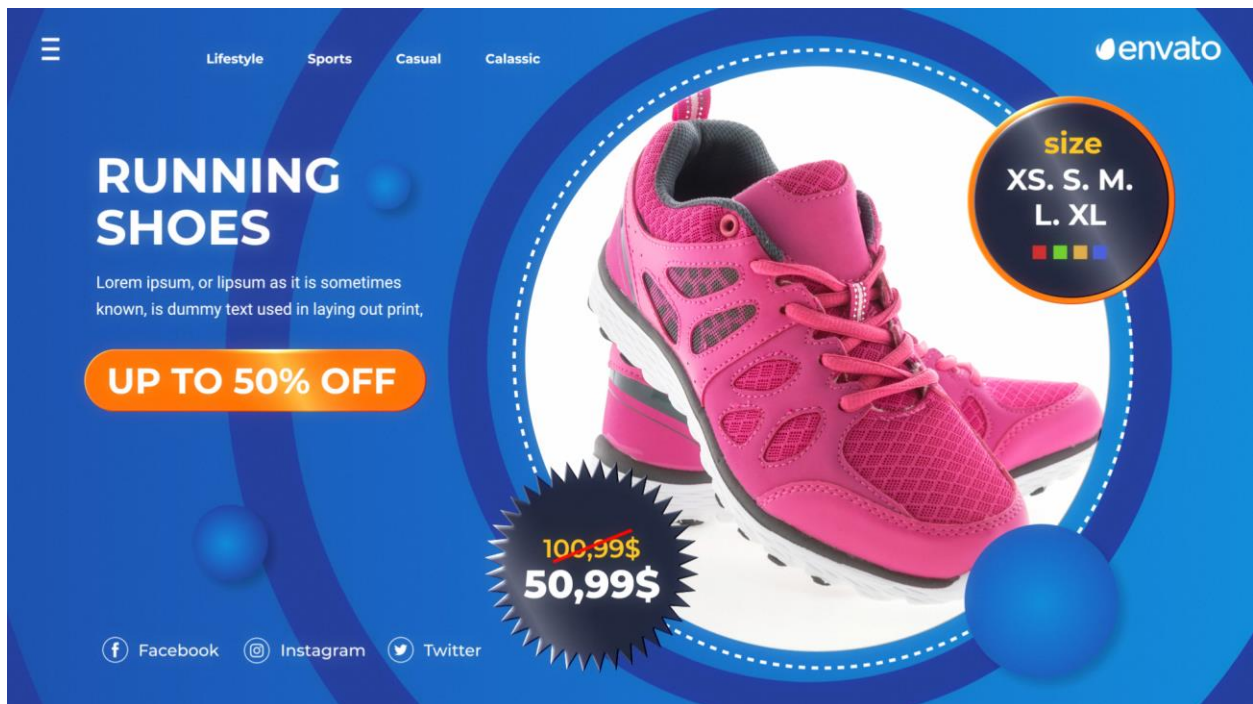 Lifestyle Sports Casual Calassic
envato
RUNNING
SHOES
Lorem ipsum, or lipsum as it is sometimes
known, is dummy text used in laying out print,
UP TO 50% OFF
size
XS. S. M.
L. XL
100,99$
50,99$
Facebook Instagram Twitter